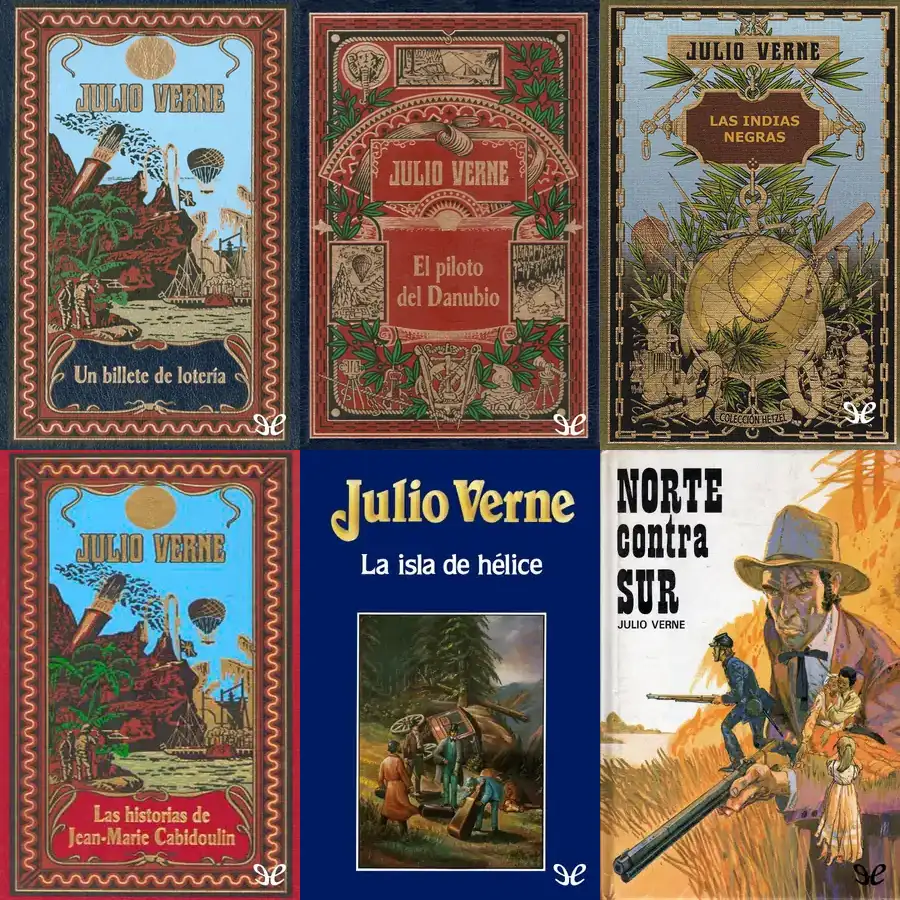 JULIO VERNE
Un billete de lotería
JULIO VERNE
El piloto
del Danubio
JULIO VERNE
LAS INDIAS
NEGRAS
COLECCIÓN HETZEL
JULIO VERNE
Las historias de
Jean-Marie Cabidoulin
Julio Verne
La isla de hélice
NORTE
contra
SUR
JULIO VERNE